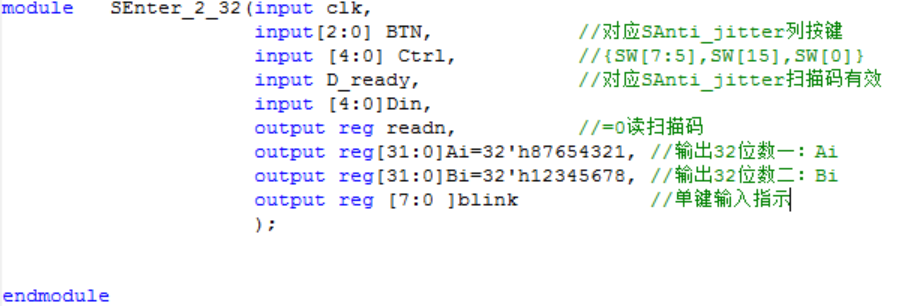 module   SEnter_2_32(input clk,
input[2:0] BTN,            //对应SAnti_jitter列按键
input [4:0] Ctrl,          //{SW[7:5],SW[15],SW[0]}
input D_ready,             //对应SAnti_jitter扫描码有效
input [4:0]Din,
output reg readn,          //=0读扫描码
output reg[31:0]Ai=32'h87654321, //输出32位数一：Ai
output reg[31:0]Bi=32'h12345678, //输出32位数二：Bi
output reg [7:0 ]blink           //单键输入指示
);
endmodule